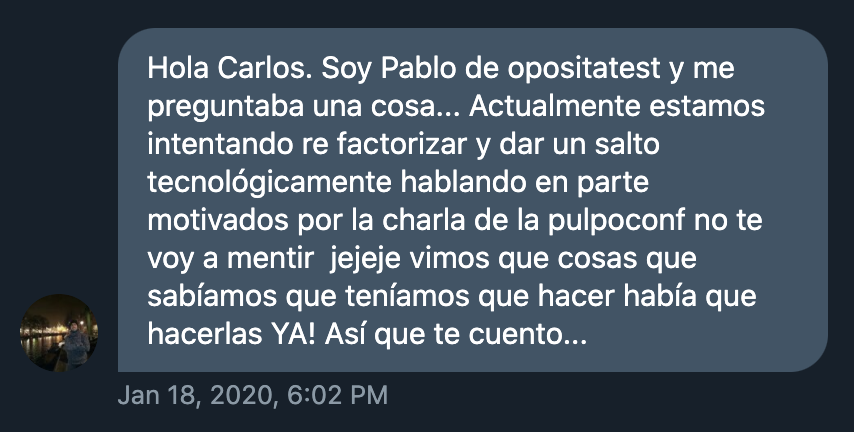 Hola Carlos. Soy Pablo de opositatest y me
preguntaba una cosa... Actualmente estamos
intentando re factorizar y dar un salto
tecnológicamente hablando en parte
motivados por la charla de la pulpoconf no te
voy a mentir  jejeje vimos que cosas que
sabíamos que teníamos que hacer había que
hacerlas YA! Así que te cuento...
Jan 18, 2020, 6:02 PM